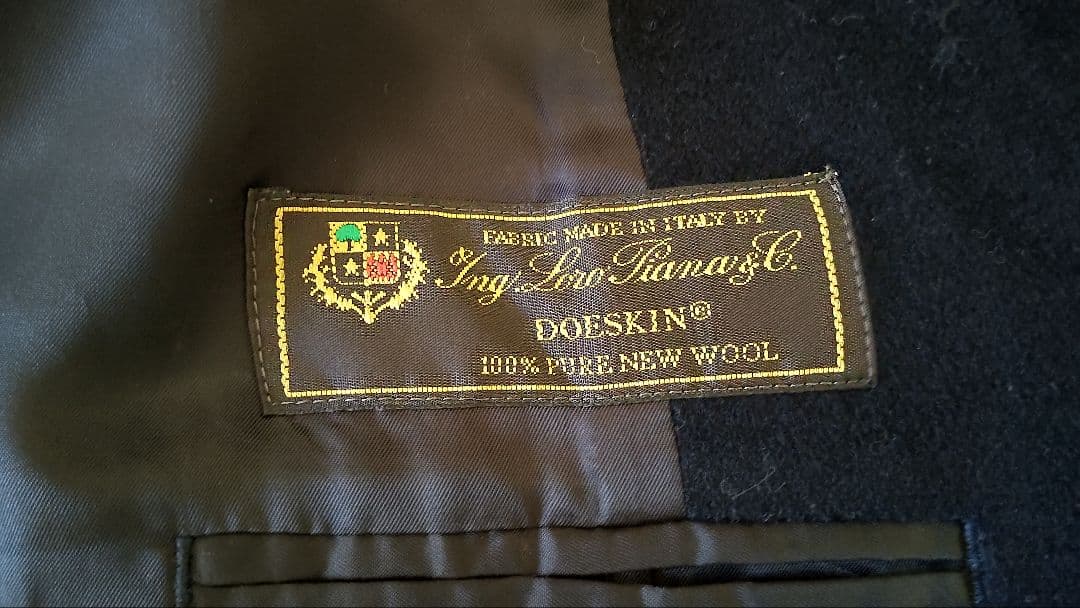 FABRIC MADE IN ITALY BY
Ing. Loro Piana & C.
DOESKIN®
100% PURE NEW WOOL